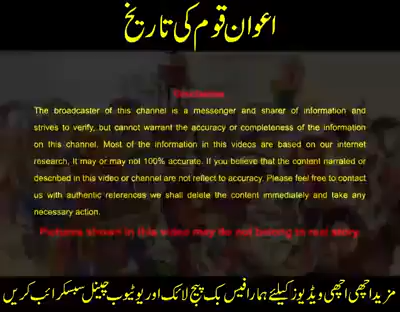 اعوان قوم کی تاریخ
Disclaimer
The broadcaster of this channel is a messenger and sharer of information and
strives to verify, but cannot warrant the accuracy or completeness of the information
on this channel. Most of the information in this videos are based on our internet
research, It may or may not 100% accurate. If you believe that the content narrated or
described in this video or channel are not reflect to accuracy. Please feel free to contact
us with authentic references we shall delete the content immediately and take any
necessary action.
Pictures shown in this video may be not belong to real story
مزید اچھی اچھی ویڈیوز کیلئے ہمارا فیس بک پیج لائک اور یوٹیوب چینل سبسکرائب کریں